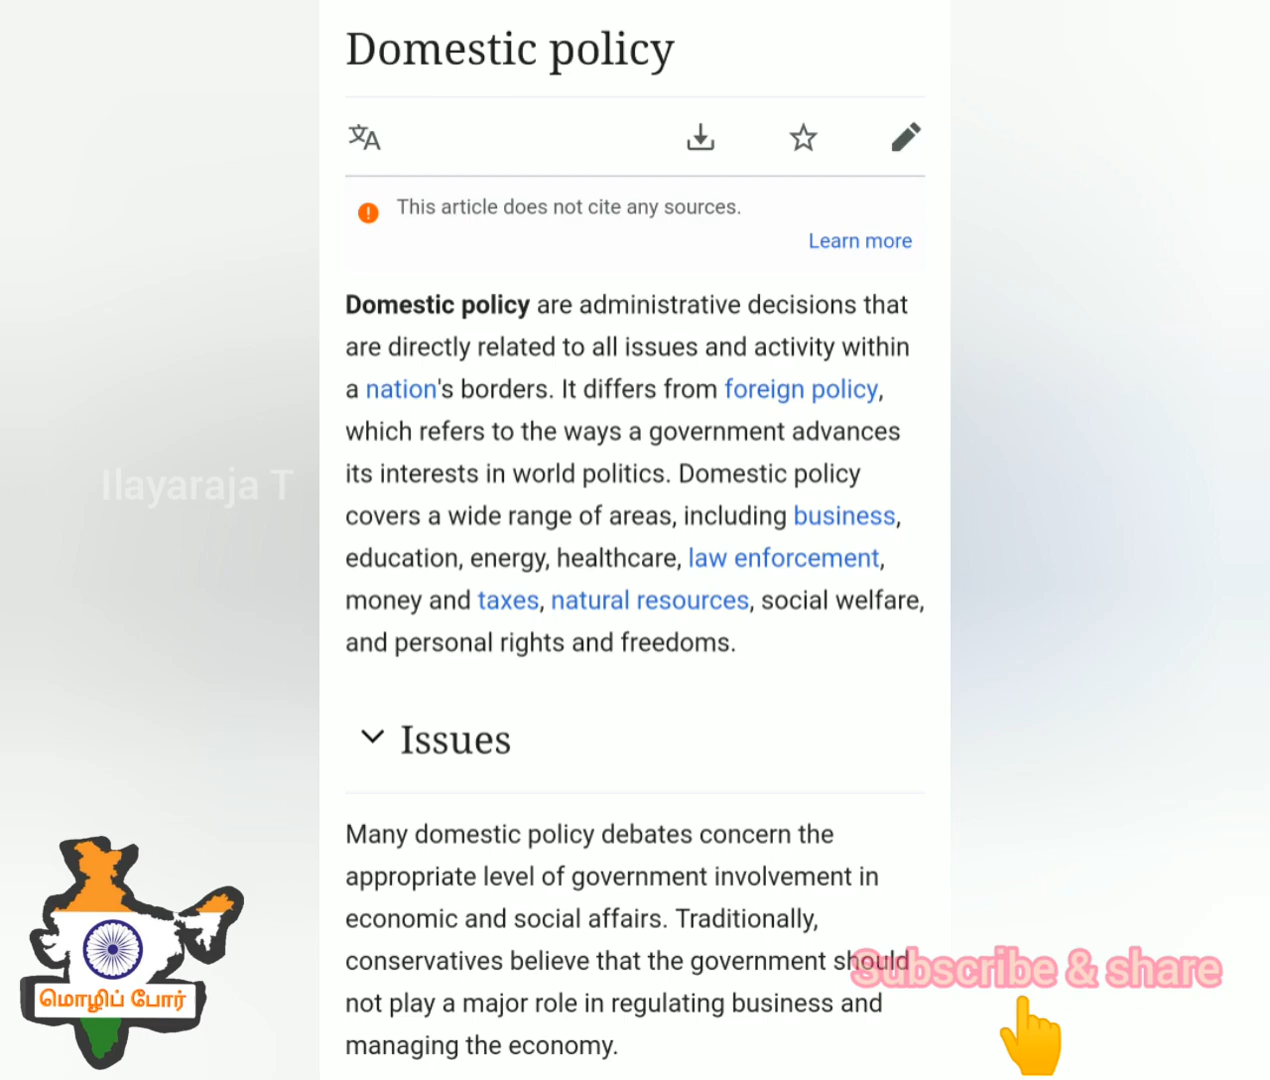 Domestic policy
This article does not cite any sources.
Learn more
Domestic policy are administrative decisions that
are directly related to all issues and activity within
a nation's borders. It differs from foreign policy,
which refers to the ways a government advances
its interests in world politics. Domestic policy
covers a wide range of areas, including business,
education, energy, healthcare, law enforcement,
money and taxes, natural resources, social welfare,
and personal rights and freedoms.
Ilayaraja T
Issues
Many domestic policy debates concern the
appropriate level of government involvement in
economic and social affairs. Traditionally,
conservatives believe that the government should
not play a major role in regulating business and
managing the economy.
Subscribe & share
மொழிப் போர்